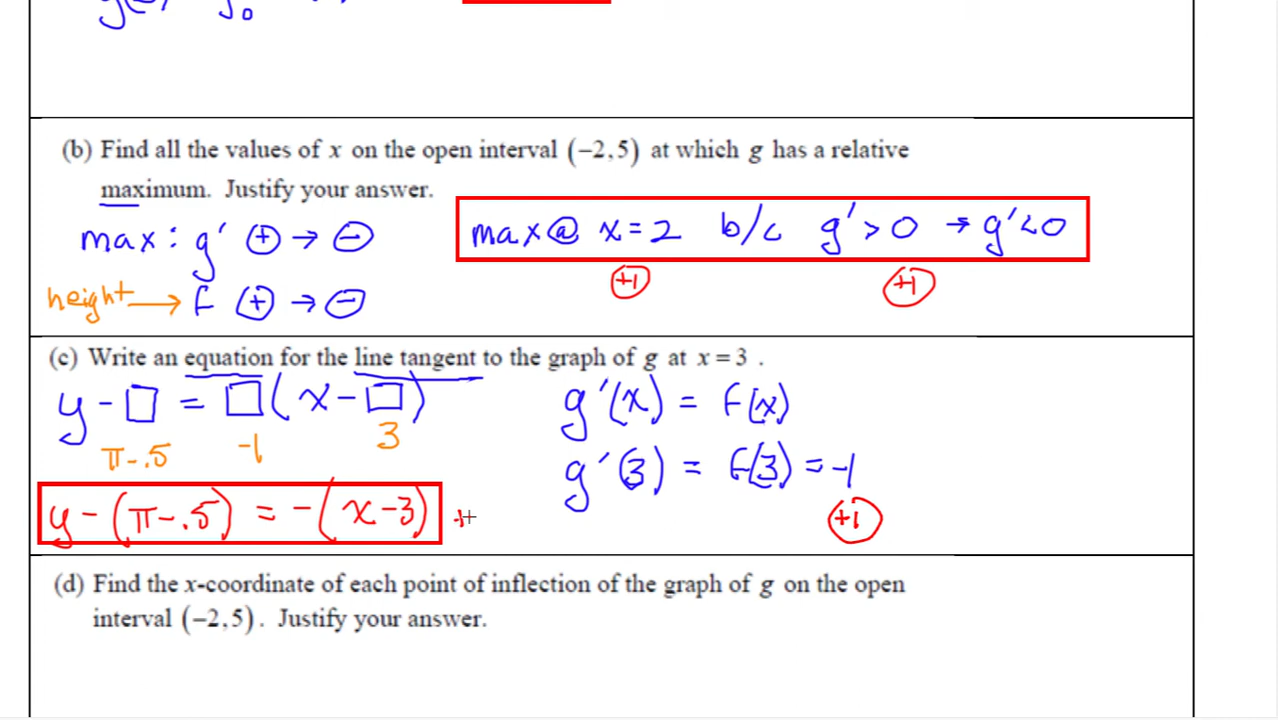 (b) Find all the values of x on the open interval (−2,5) at which g has a relative
maximum. Justify your answer.
max: g′ ⊕ → ⊖
max @ x = 2 b/c g′ > 0 → g′ < 0
+1 +1
height → f ⊕ → ⊖
(c) Write an equation for the line tangent to the graph of g at x = 3 .
y − □ = □(x − □)
π − .5 −1 3
g′(x) = f(x)
g′(3) = f(3) = −1
+1
y − (π − .5) = −(x − 3)
(d) Find the x-coordinate of each point of inflection of the graph of g on the open
interval (−2,5). Justify your answer.